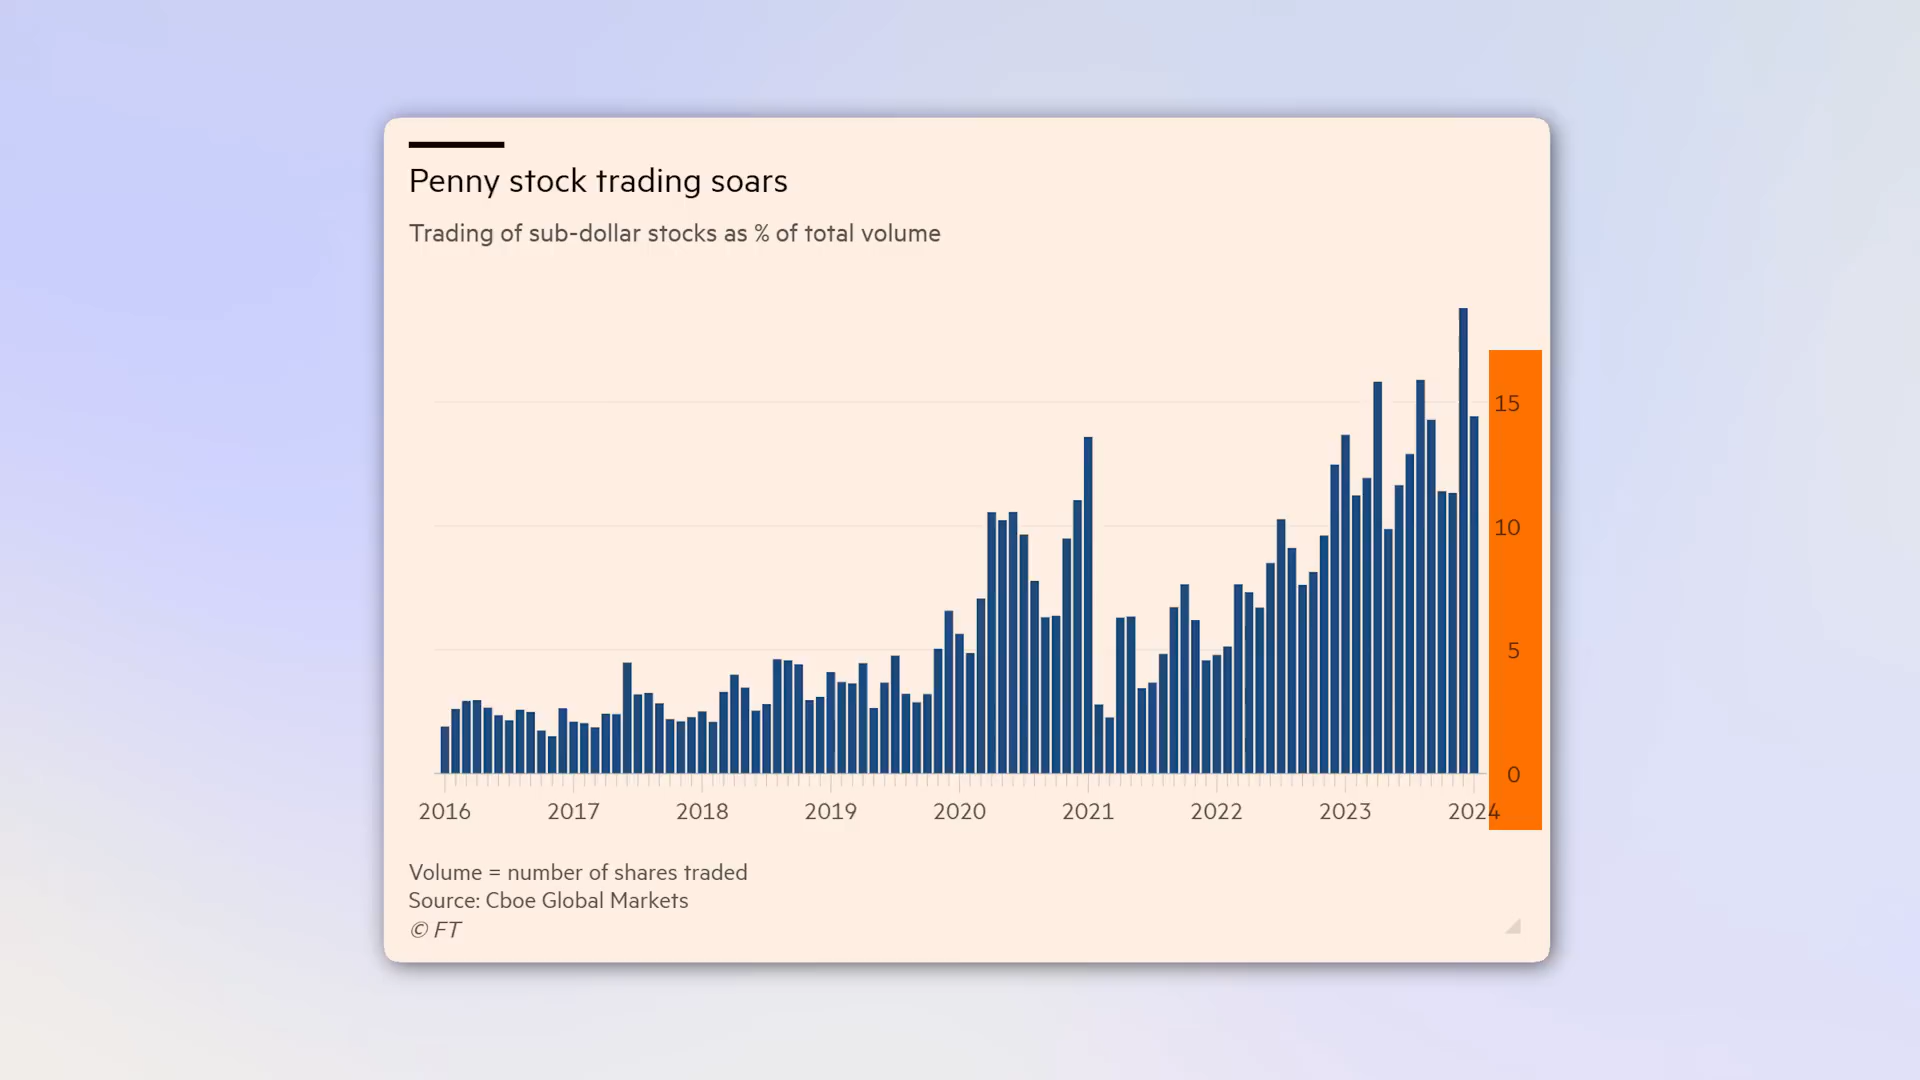 Penny stock trading soars
Trading of sub-dollar stocks as % of total volume
15
10
5
0
2016 2017 2018 2019 2020 2021 2022 2023 2024
Volume = number of shares traded
Source: Cboe Global Markets
© FT